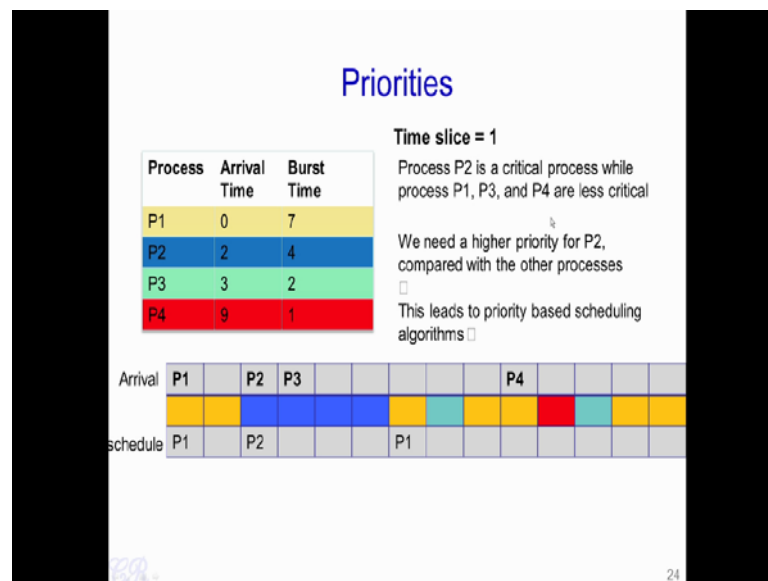 Priorities
Time slice = 1
Process Arrival Time Burst Time
P1 0 7
P2 2 4
P3 3 2
P4 9 1
Process P2 is a critical process while
process P1, P3, and P4 are less critical
We need a higher priority for P2,
compared with the other processes
This leads to priority based scheduling
algorithms
Arrival P1 P2 P3 P4
schedule P1 P2 P1
24